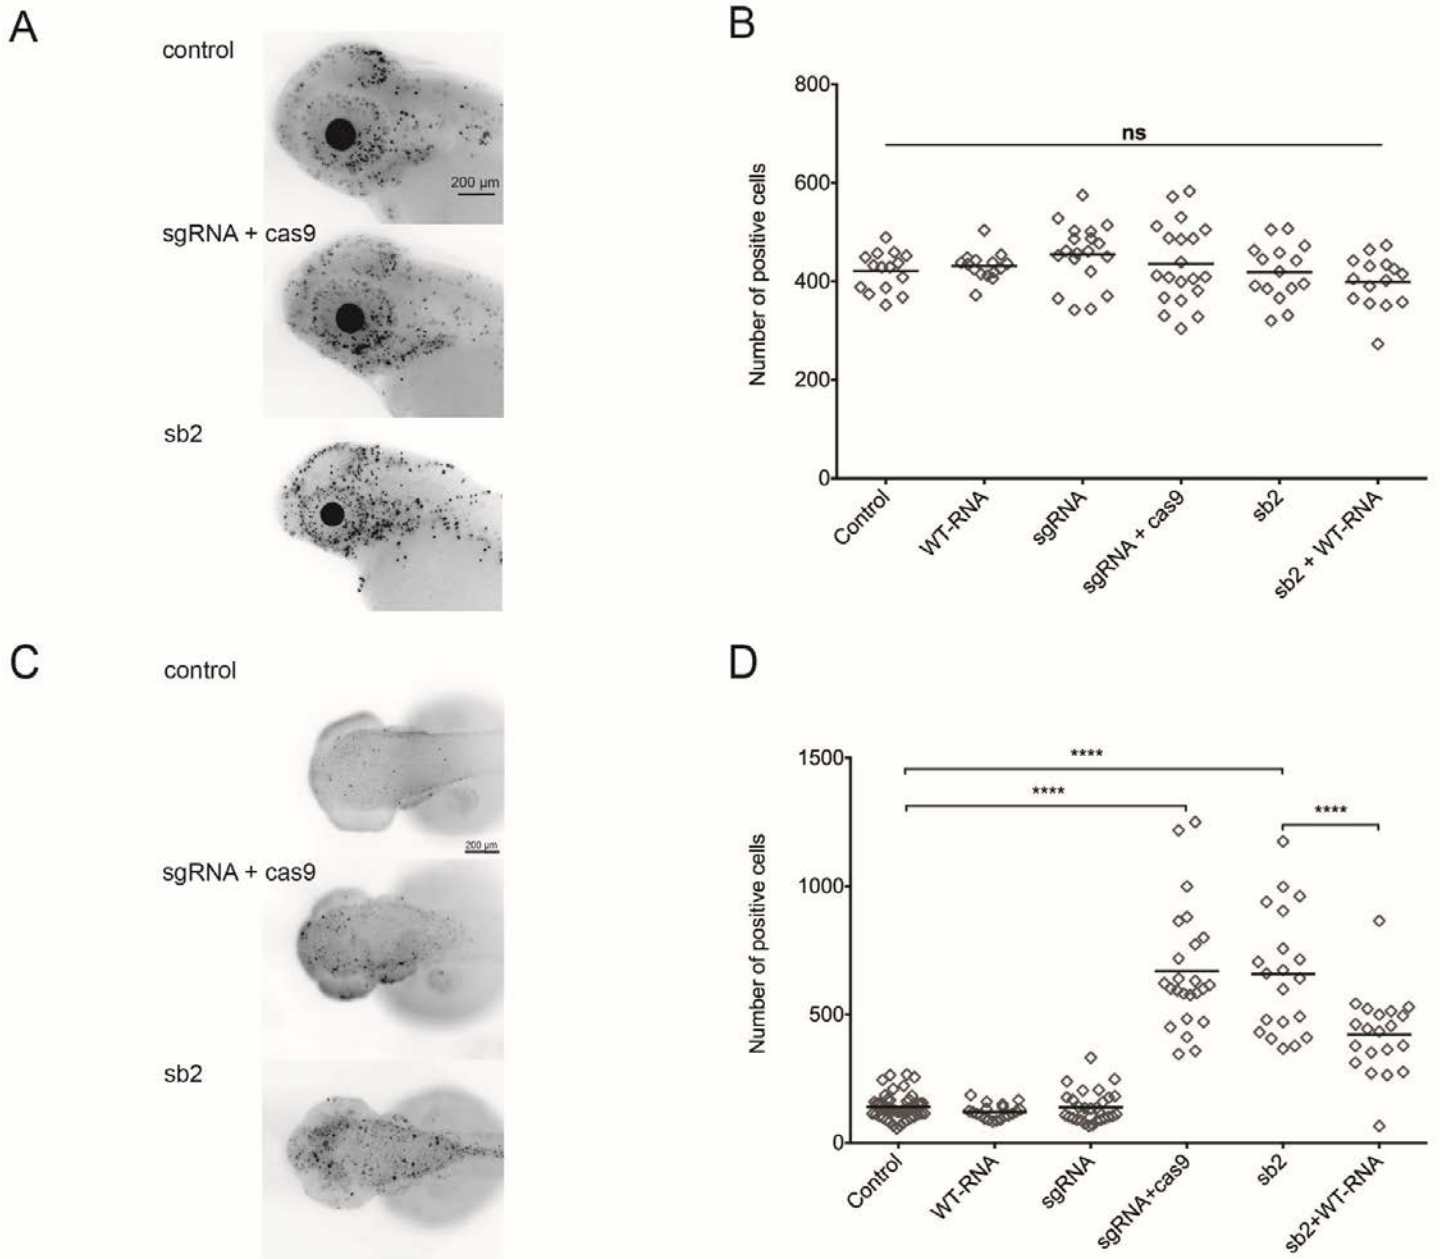 A
control
200 µm
sgRNA + cas9
sb2
B
800
600
400
200
0
Number of positive cells
ns
Control
WT-RNA
sgRNA
sgRNA + cas9
sb2
sb2 + WT-RNA
C
control
200 µm
sgRNA + cas9
sb2
D
1500
1000
500
0
Number of positive cells
****
****
****
Control
WT-RNA
sgRNA
sgRNA+cas9
sb2
sb2+WT-RNA